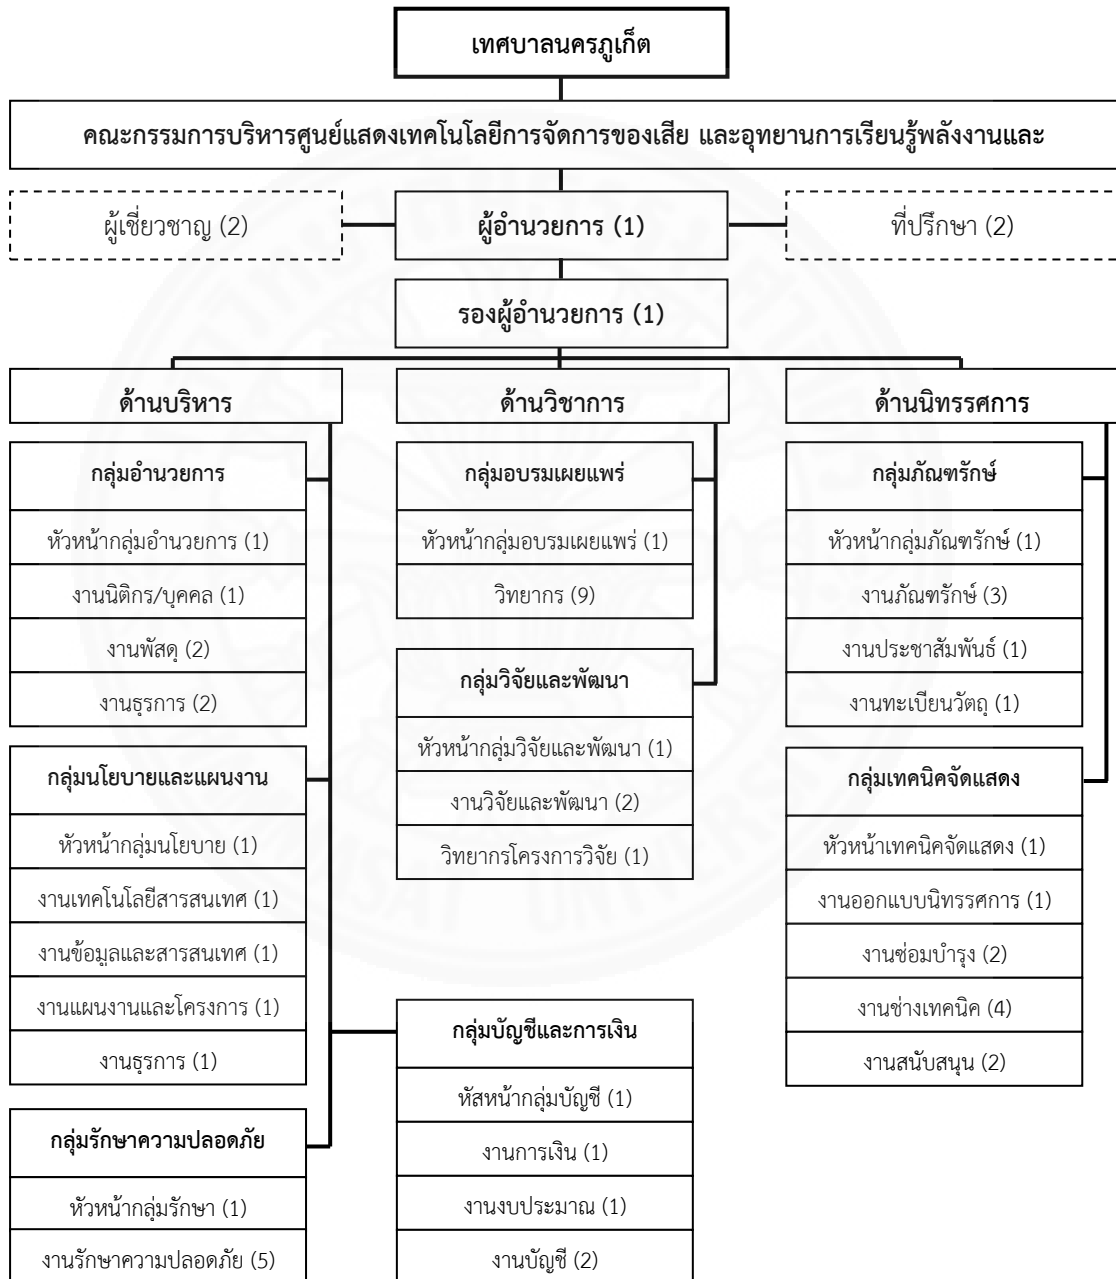 เทศบาลนครภูเก็ต
คณะกรรมการบริหารศูนย์แสดงเทคโนโลยีการจัดการของเสีย และอุทยานการเรียนรู้พลังงานและ
ผู้เชี่ยวชาญ (2)
ผู้อำนวยการ (1)
ที่ปรึกษา (2)
รองผู้อำนวยการ (1)
ด้านบริหาร
กลุ่มอำนวยการ
หัวหน้ากลุ่มอำนวยการ (1)
งานนิติกร/บุคคล (1)
งานพัสดุ (2)
งานธุรการ (2)
กลุ่มนโยบายและแผนงาน
หัวหน้ากลุ่มนโยบาย (1)
งานเทคโนโลยีสารสนเทศ (1)
งานข้อมูลและสารสนเทศ (1)
งานแผนงานและโครงการ (1)
งานธุรการ (1)
กลุ่มรักษาความปลอดภัย
หัวหน้ากลุ่มรักษา (1)
งานรักษาความปลอดภัย (5)
ด้านวิชาการ
กลุ่มอบรมเผยแพร่
หัวหน้ากลุ่มอบรมเผยแพร่ (1)
วิทยากร (9)
กลุ่มวิจัยและพัฒนา
หัวหน้ากลุ่มวิจัยและพัฒนา (1)
งานวิจัยและพัฒนา (2)
วิทยากรโครงการวิจัย (1)
กลุ่มบัญชีและการเงิน
หัสหน้ากลุ่มบัญชี (1)
งานการเงิน (1)
งานงบประมาณ (1)
งานบัญชี (2)
ด้านนิทรรศการ
กลุ่มภัณฑรักษ์
หัวหน้ากลุ่มภัณฑรักษ์ (1)
งานภัณฑรักษ์ (3)
งานประชาสัมพันธ์ (1)
งานทะเบียนวัตถุ (1)
กลุ่มเทคนิคจัดแสดง
หัวหน้าเทคนิคจัดแสดง (1)
งานออกแบบนิทรรศการ (1)
งานซ่อมบำรุง (2)
งานช่างเทคนิค (4)
งานสนับสนุน (2)